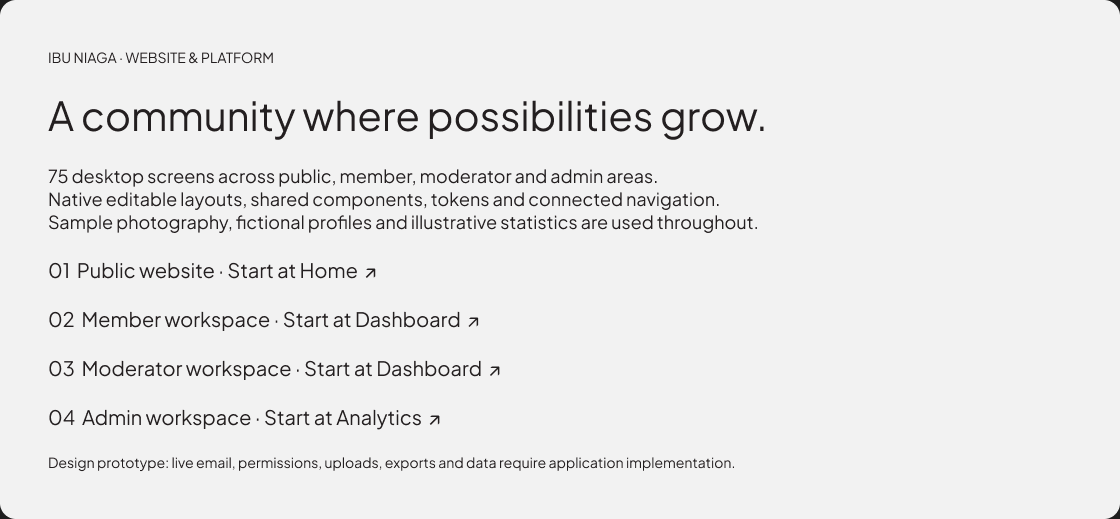 IBU NIAGA · WEBSITE & PLATFORM
A community where possibilities grow.
75 desktop screens across public, member, moderator and admin areas.
Native editable layouts, shared components, tokens and connected navigation.
Sample photography, fictional profiles and illustrative statistics are used throughout.
01 Public website · Start at Home ↗
02 Member workspace · Start at Dashboard ↗
03 Moderator workspace · Start at Dashboard ↗
04 Admin workspace · Start at Analytics ↗
Design prototype: live email, permissions, uploads, exports and data require application implementation.